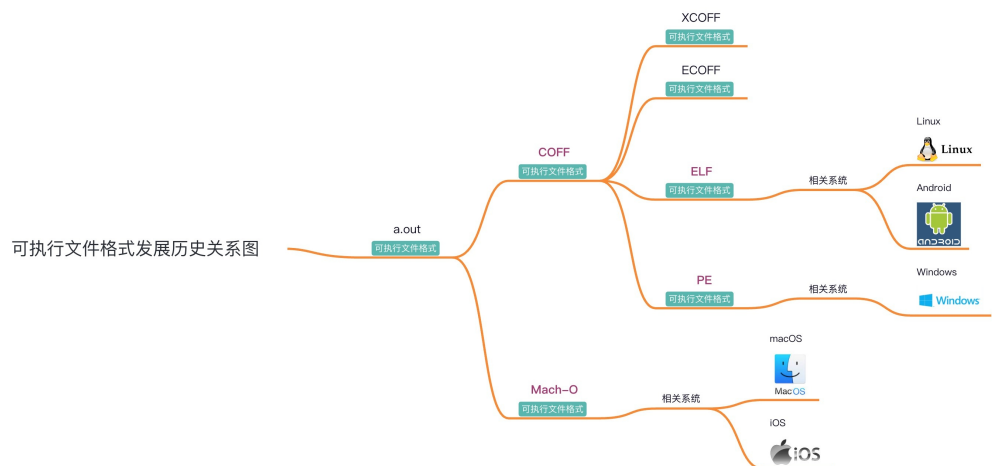 可执行文件格式发展历史关系图
a.out
可执行文件格式
COFF
可执行文件格式
XCOFF
可执行文件格式
ECOFF
可执行文件格式
ELF
可执行文件格式
相关系统
Linux
Linux
Android
ANDROID
PE
可执行文件格式
相关系统
Windows
Windows
Mach-O
可执行文件格式
相关系统
macOS
MacOS
iOS
iOS